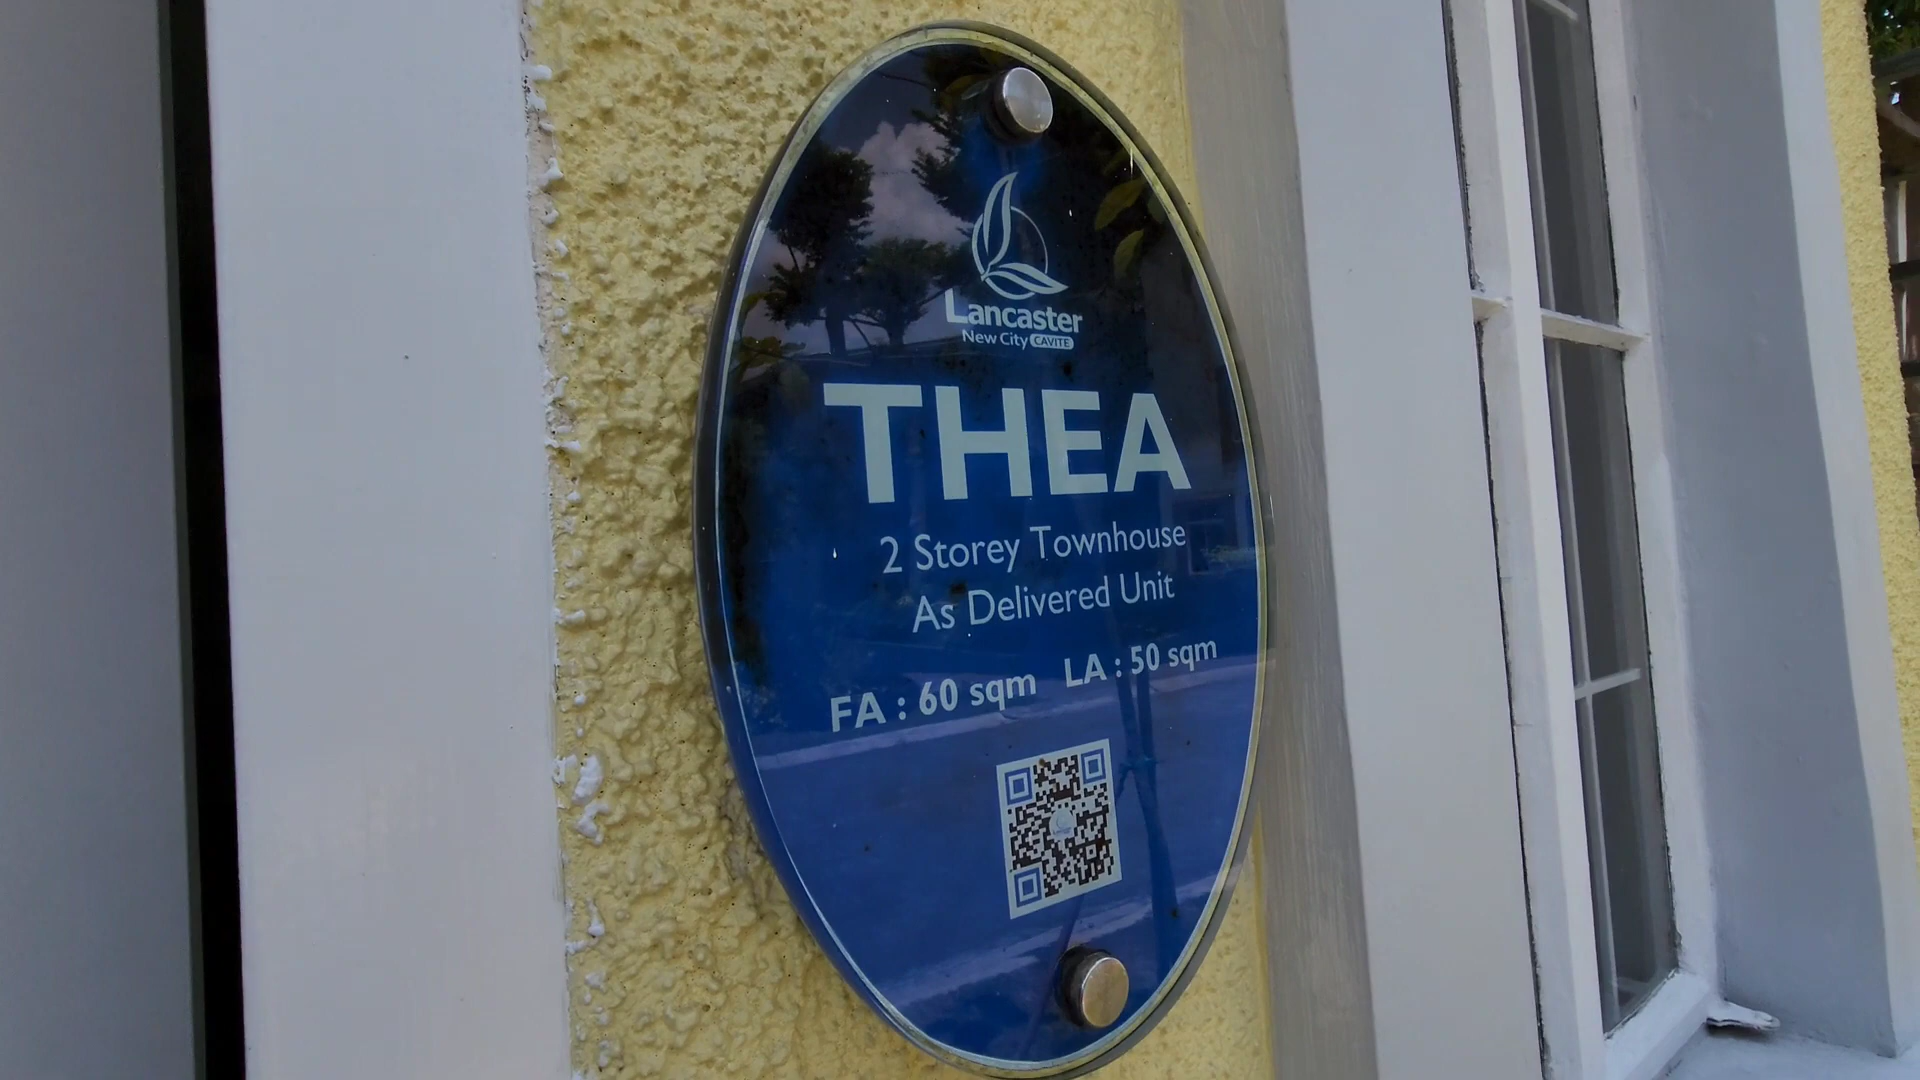 Lancaster
New City CAVITE
THEA
2 Storey Townhouse
As Delivered Unit
FA : 60 sqm LA : 50 sqm